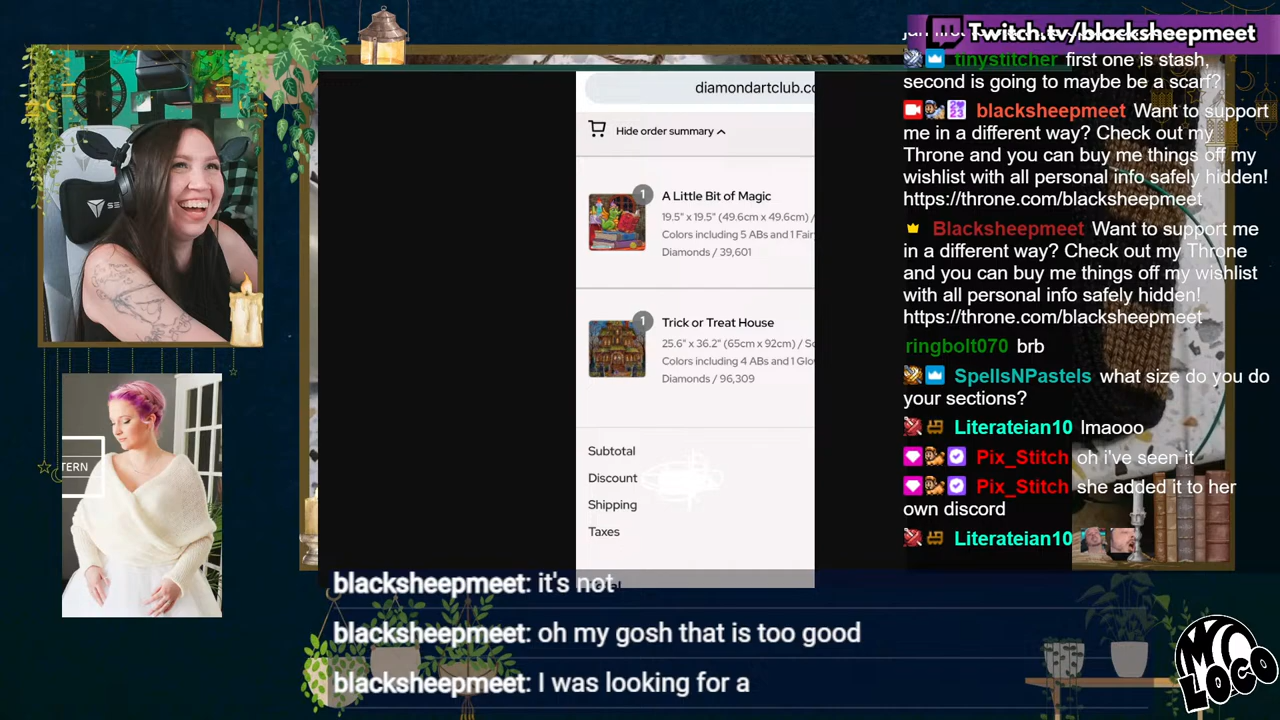 Twitch.tv/blacksheepmeet
tinystitcher first one is stash,
second is going to maybe be a scarf?
blacksheepmeet Want to support
me in a different way? Check out my
Throne and you can buy me things off my
wishlist with all personal info safely hidden!
https://throne.com/blacksheepmeet
Blacksheepmeet Want to support me
in a different way? Check out my Throne
and you can buy me things off my wishlist
with all personal info safely hidden!
https://throne.com/blacksheepmeet
ringbolt070 brb
SpellsNPastels what size do you do
your sections?
Literateian10 lmaooo
Pix_Stitch oh i've seen it
Pix_Stitch she added it to her
own discord
Literateian10
diamondartclub.co
Hide order summary
1
A Little Bit of Magic
19.5" x 19.5" (49.6cm x 49.6cm) /
Colors including 5 ABs and 1 Fair
Diamonds / 39,601
1
Trick or Treat House
25.6" x 36.2" (65cm x 92cm) / Sq
Colors including 4 ABs and 1 Glo
Diamonds / 96,309
Subtotal
Discount
Shipping
Taxes
TERN
blacksheepmeet: it's not
blacksheepmeet: oh my gosh that is too good
blacksheepmeet: I was looking for a
MC
LOCO